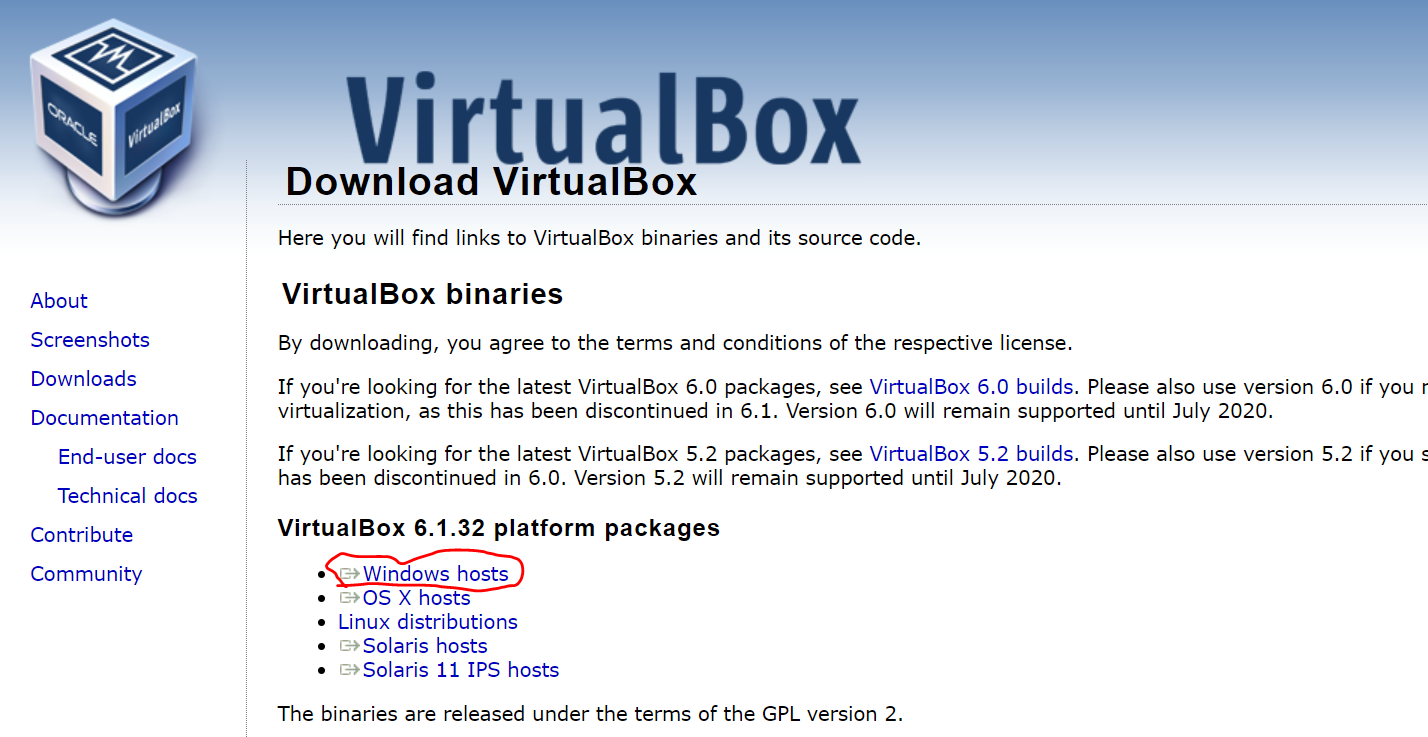 ORACLE
VirtualBox
VirtualBox
Download VirtualBox
Here you will find links to VirtualBox binaries and its source code.
About
Screenshots
Downloads
Documentation
End-user docs
Technical docs
Contribute
Community
VirtualBox binaries
By downloading, you agree to the terms and conditions of the respective license.
If you're looking for the latest VirtualBox 6.0 packages, see VirtualBox 6.0 builds. Please also use version 6.0 if you
virtualization, as this has been discontinued in 6.1. Version 6.0 will remain supported until July 2020.
If you're looking for the latest VirtualBox 5.2 packages, see VirtualBox 5.2 builds. Please also use version 5.2 if you
has been discontinued in 6.0. Version 5.2 will remain supported until July 2020.
VirtualBox 6.1.32 platform packages
Windows hosts
OS X hosts
Linux distributions
Solaris hosts
Solaris 11 IPS hosts
The binaries are released under the terms of the GPL version 2.